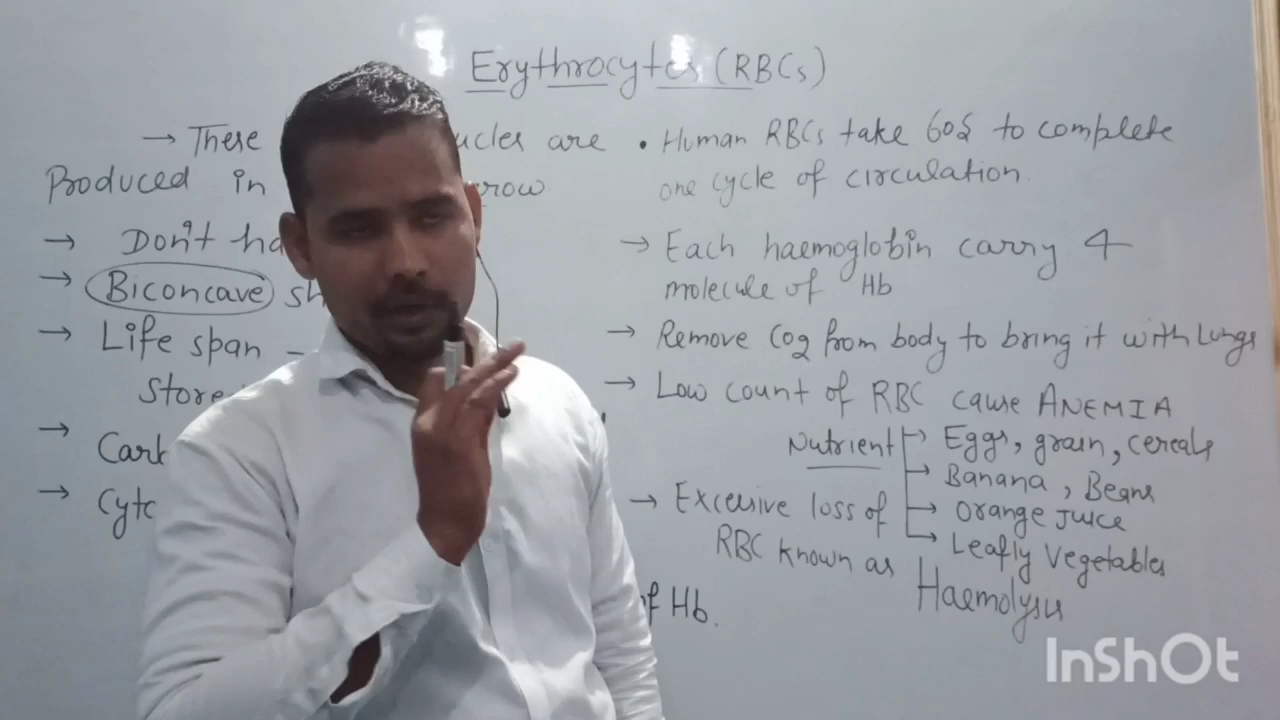 Erythrocytes (RBCs)
→ These ucles are
Produced in rrow
→ Don't ha
→ Biconcave sh
→ Life span –
Store
→ Carb
→ Cyto
of Hb.
• Human RBCs take 60s to complete
one cycle of circulation
→ Each haemoglobin carry 4
molecule of Hb
→ Remove CO2 from body to bring it with Lungs
→ Low count of RBC cause ANEMIA
Nutrient → Eggs, grain, cereals
→ Banana, Beans
→ Orange Juice
→ Leafly Vegetables
→ Excessive loss of
RBC known as Haemolysis
InShOt